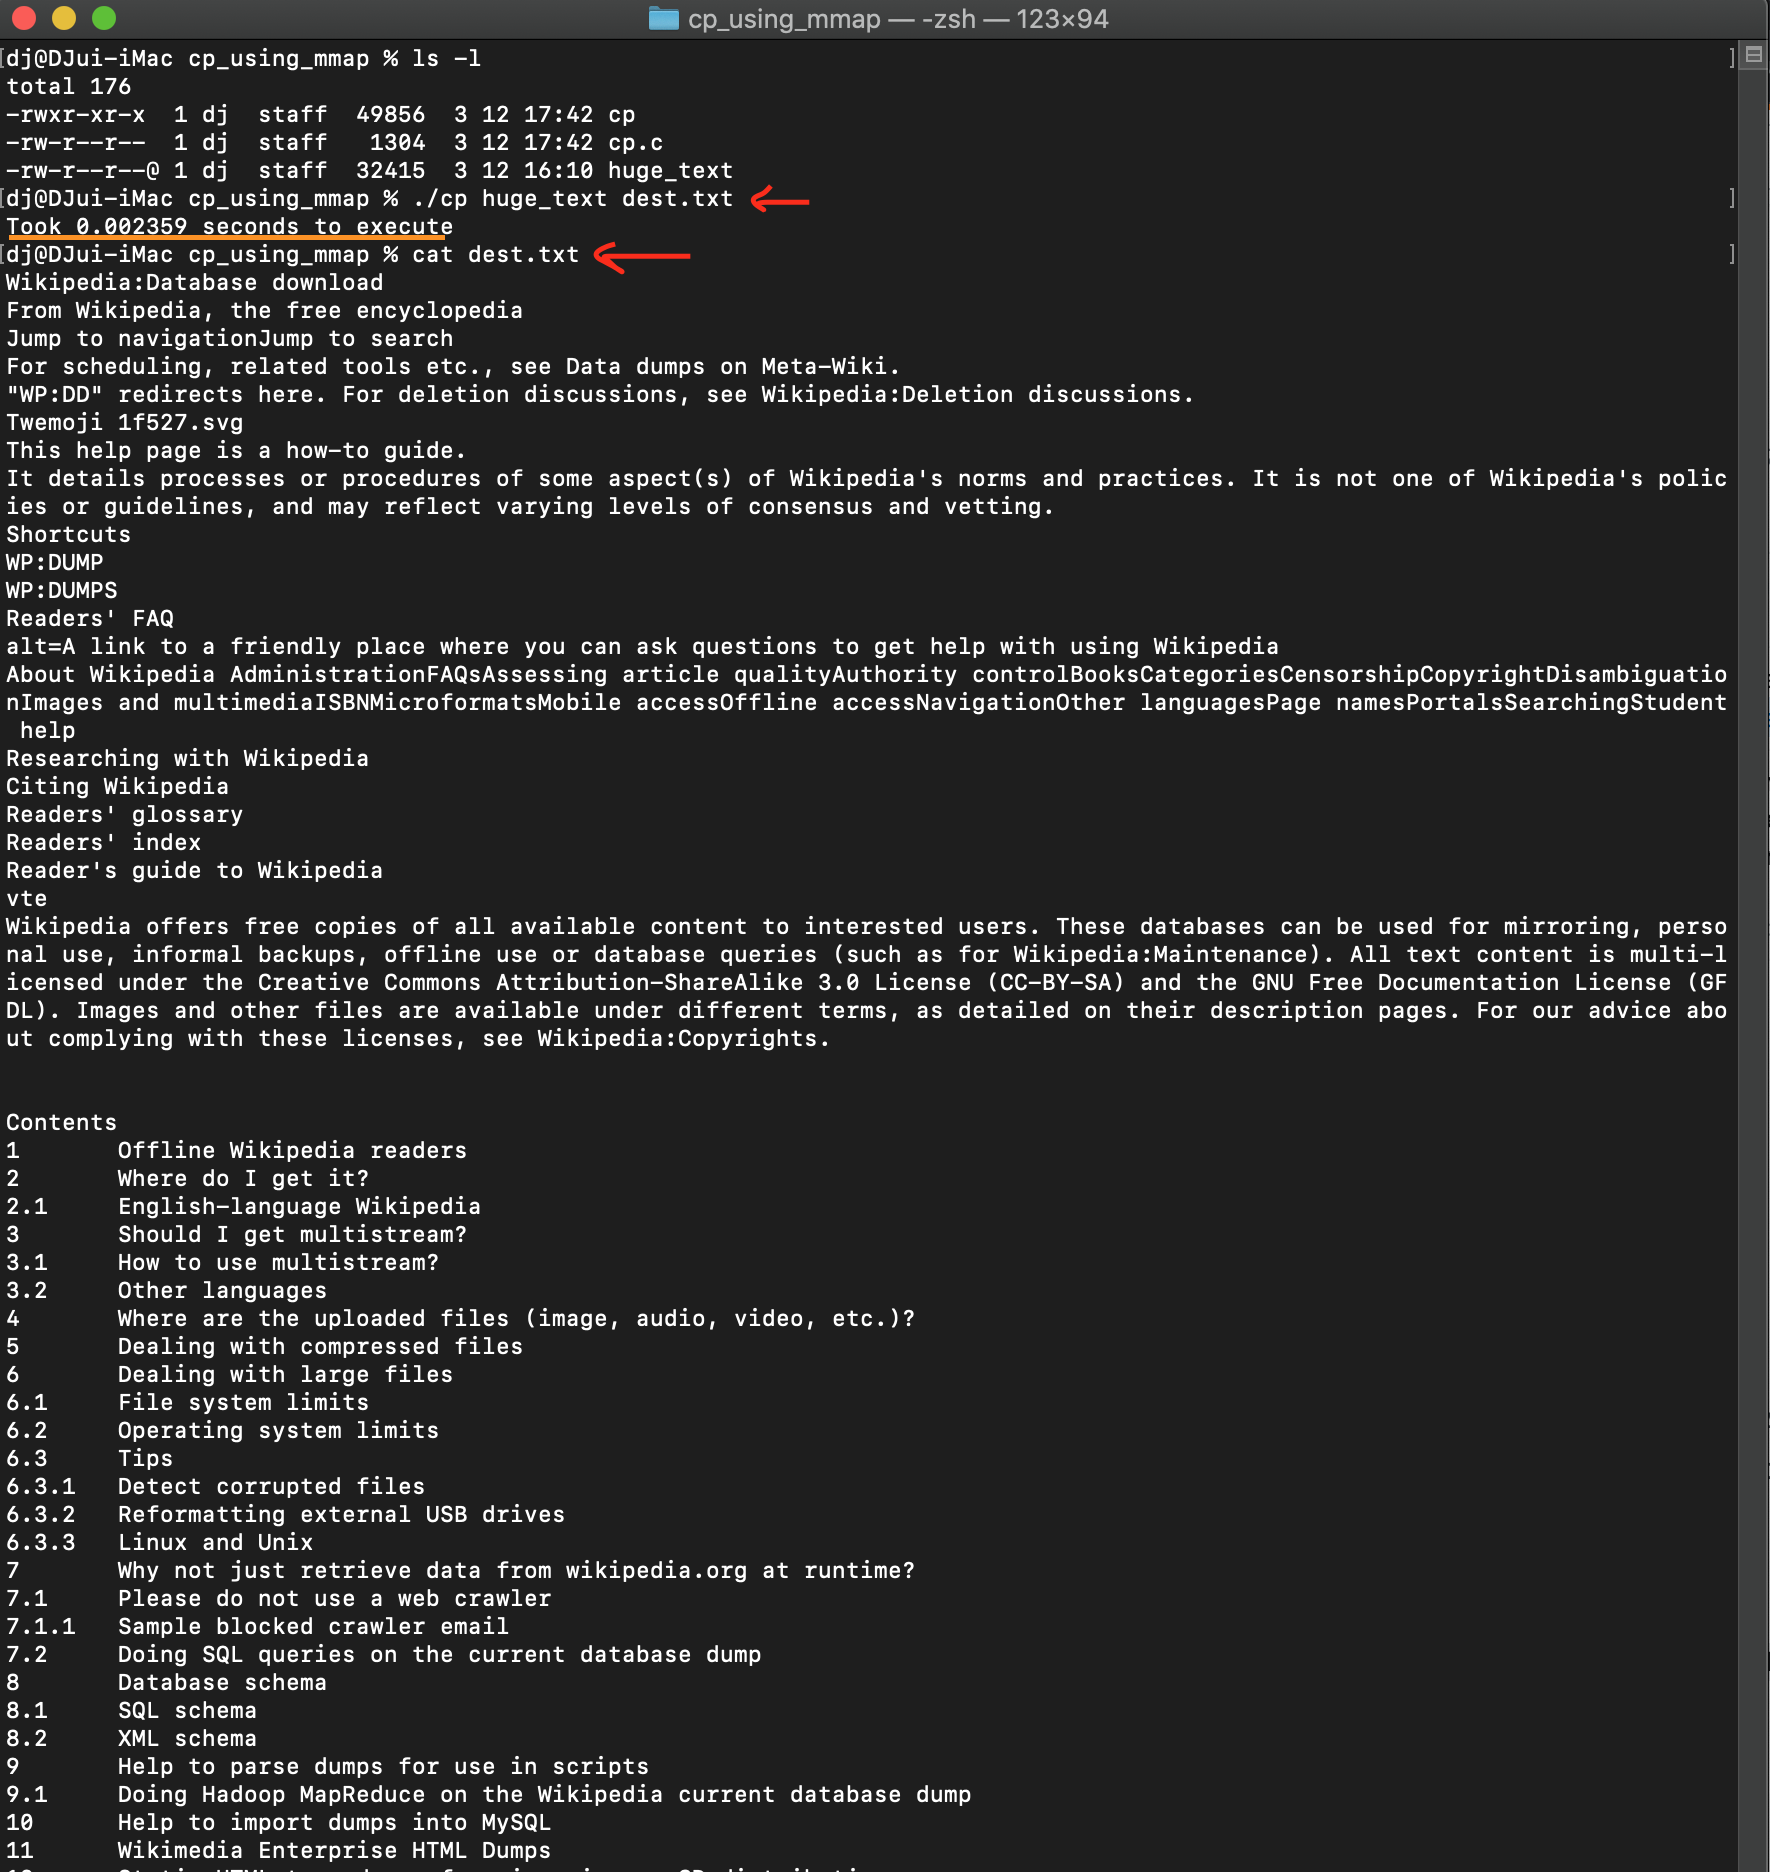 cp_using_mmap — -zsh — 123×94
[dj@DJui-iMac cp_using_mmap % ls -l ]
total 176
-rwxr-xr-x  1 dj  staff  49856  3 12 17:42 cp
-rw-r--r--  1 dj  staff   1304  3 12 17:42 cp.c
-rw-r--r--@ 1 dj  staff  32415  3 12 16:10 huge_text
[dj@DJui-iMac cp_using_mmap % ./cp huge_text dest.txt ]
Took 0.002359 seconds to execute
[dj@DJui-iMac cp_using_mmap % cat dest.txt ]
Wikipedia:Database download
From Wikipedia, the free encyclopedia
Jump to navigationJump to search
For scheduling, related tools etc., see Data dumps on Meta-Wiki.
"WP:DD" redirects here. For deletion discussions, see Wikipedia:Deletion discussions.
Twemoji 1f527.svg
This help page is a how-to guide.
It details processes or procedures of some aspect(s) of Wikipedia's norms and practices. It is not one of Wikipedia's polic
ies or guidelines, and may reflect varying levels of consensus and vetting.
Shortcuts
WP:DUMP
WP:DUMPS
Readers' FAQ
alt=A link to a friendly place where you can ask questions to get help with using Wikipedia
About Wikipedia AdministrationFAQsAssessing article qualityAuthority controlBooksCategoriesCensorshipCopyrightDisambiguatio
nImages and multimediaISBNMicroformatsMobile accessOffline accessNavigationOther languagesPage namesPortalsSearchingStudent
 help
Researching with Wikipedia
Citing Wikipedia
Readers' glossary
Readers' index
Reader's guide to Wikipedia
vte
Wikipedia offers free copies of all available content to interested users. These databases can be used for mirroring, perso
nal use, informal backups, offline use or database queries (such as for Wikipedia:Maintenance). All text content is multi-l
icensed under the Creative Commons Attribution-ShareAlike 3.0 License (CC-BY-SA) and the GNU Free Documentation License (GF
DL). Images and other files are available under different terms, as detailed on their description pages. For our advice abo
ut complying with these licenses, see Wikipedia:Copyrights.
Contents
1       Offline Wikipedia readers
2       Where do I get it?
2.1     English-language Wikipedia
3       Should I get multistream?
3.1     How to use multistream?
3.2     Other languages
4       Where are the uploaded files (image, audio, video, etc.)?
5       Dealing with compressed files
6       Dealing with large files
6.1     File system limits
6.2     Operating system limits
6.3     Tips
6.3.1   Detect corrupted files
6.3.2   Reformatting external USB drives
6.3.3   Linux and Unix
7       Why not just retrieve data from wikipedia.org at runtime?
7.1     Please do not use a web crawler
7.1.1   Sample blocked crawler email
7.2     Doing SQL queries on the current database dump
8       Database schema
8.1     SQL schema
8.2     XML schema
9       Help to parse dumps for use in scripts
9.1     Doing Hadoop MapReduce on the Wikipedia current database dump
10      Help to import dumps into MySQL
11      Wikimedia Enterprise HTML Dumps